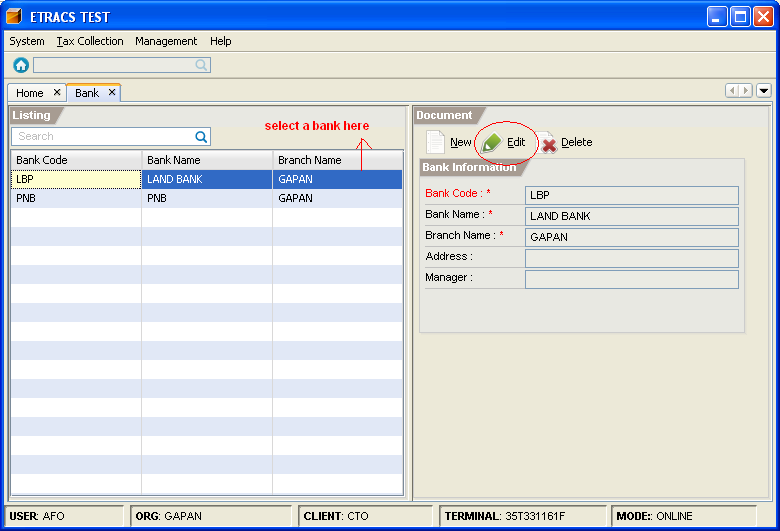 ETRACS TEST
System Tax Collection Management Help
Home Bank
Listing
Search
select a bank here
Bank Code Bank Name Branch Name
LBP LAND BANK GAPAN
PNB PNB GAPAN
Document
New Edit Delete
Bank Information
Bank Code : * LBP
Bank Name : * LAND BANK
Branch Name : * GAPAN
Address :
Manager :
USER: AFO ORG: GAPAN CLIENT: CTO TERMINAL: 35T331161F MODE:: ONLINE